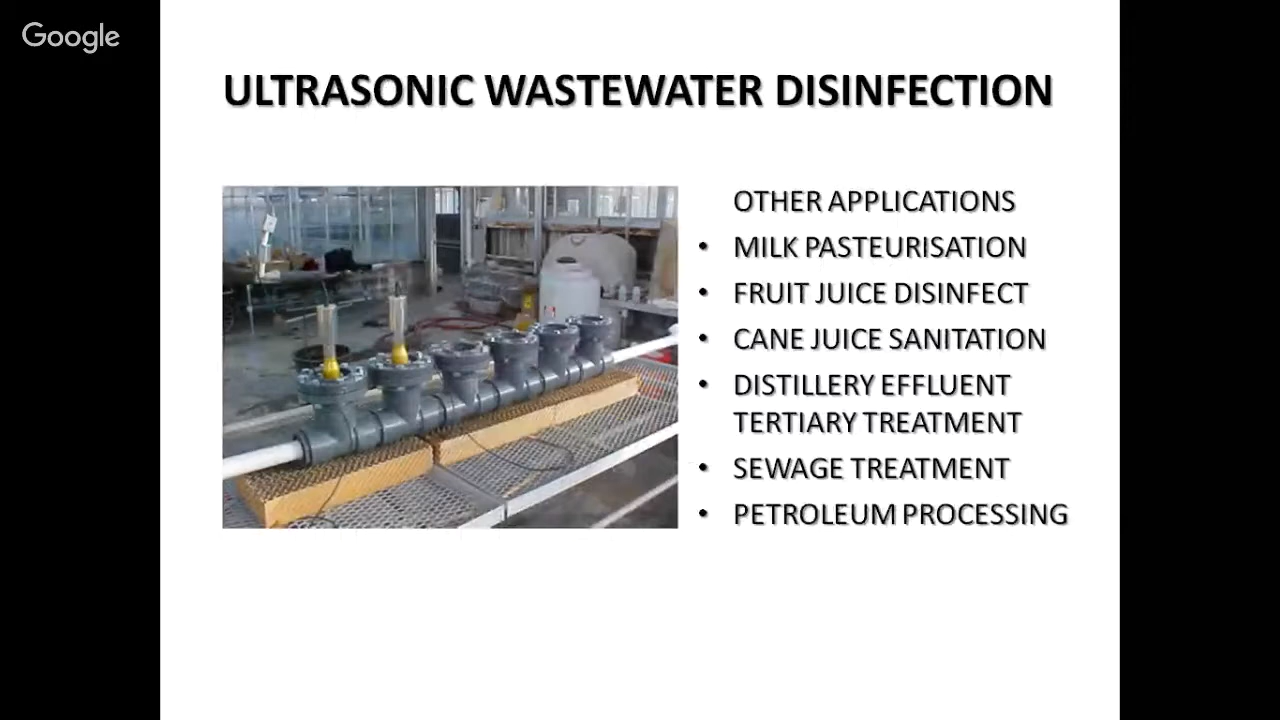 Google
ULTRASONIC WASTEWATER DISINFECTION
OTHER APPLICATIONS
• MILK PASTEURISATION
• FRUIT JUICE DISINFECT
• CANE JUICE SANITATION
• DISTILLERY EFFLUENT
TERTIARY TREATMENT
• SEWAGE TREATMENT
• PETROLEUM PROCESSING